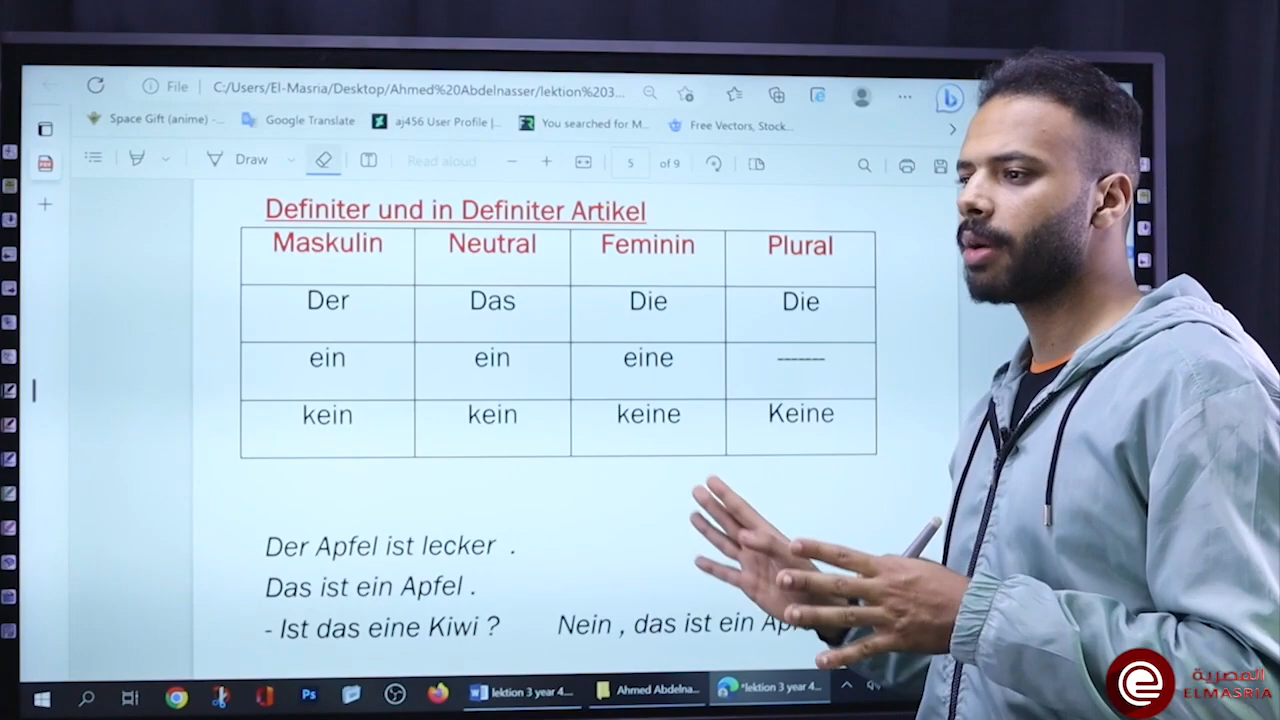 File | C:/Users/El-Masria/Desktop/Ahmed%20Abdelnasser/lektion%203...
Space Gift (anime) -... Google Translate aj456 User Profile |... You searched for M... Free Vectors, Stock...
Draw Read aloud 5 of 9
Definiter und in Definiter Artikel
Maskulin Neutral Feminin Plural
Der Das Die Die
ein ein eine ------
kein kein keine Keine
Der Apfel ist lecker .
Das ist ein Apfel .
- Ist das eine Kiwi ? Nein , das ist ein
lektion 3 year 4... Ahmed Abdelna... *lektion 3 year 4...
المصرية
ELMASRIA